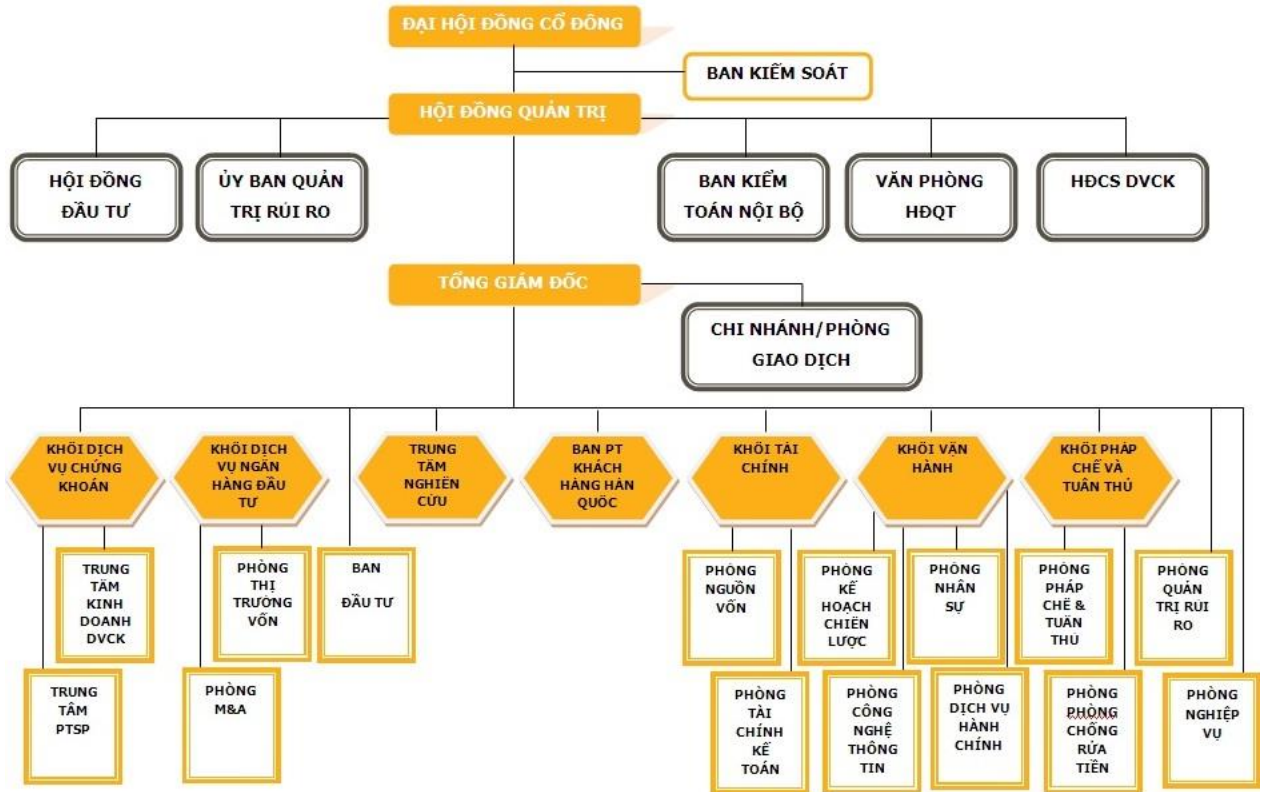 ĐẠI HỘI ĐỒNG CỔ ĐÔNG
BAN KIỂM SOÁT
HỘI ĐỒNG QUẢN TRỊ
HỘI ĐỒNG
ĐẦU TƯ
ỦY BAN QUẢN
TRỊ RỦI RO
BAN KIỂM
TOÁN NỘI BỘ
VĂN PHÒNG
HĐQT
HĐCS DVCK
TỔNG GIÁM ĐỐC
CHI NHÁNH/PHÒNG
GIAO DỊCH
KHỐI DỊCH
VỤ CHỨNG
KHOÁN
KHỐI DỊCH
VỤ NGÂN
HÀNG ĐẦU
TƯ
TRUNG
TÂM
NGHIÊN
CỨU
BAN PT
KHÁCH
HÀNG HÀN
QUỐC
KHỐI TÀI
CHÍNH
KHỐI VẬN
HÀNH
KHỐI PHÁP
CHẾ VÀ
TUÂN THỦ
TRUNG
TÂM
KINH
DOANH
DVCK
PHÒNG
THỊ
TRƯỜNG
VỐN
BAN
ĐẦU TƯ
PHÒNG
NGUỒN
VỐN
PHÒNG
KẾ
HOẠCH
CHIẾN
LƯỢC
PHÒNG
NHÂN
SỰ
PHÒNG
PHÁP
CHẾ &
TUÂN
THỦ
PHÒNG
QUẢN
TRỊ RỦI
RO
TRUNG
TÂM
PTSP
PHÒNG
M&A
PHÒNG
TÀI
CHÍNH
KẾ
TOÁN
PHÒNG
CÔNG
NGHỆ
THÔNG
TIN
PHÒNG
DỊCH VỤ
HÀNH
CHÍNH
PHÒNG
PHÒNG
CHỐNG
RỬA
TIỀN
PHÒNG
NGHIỆP
VỤ